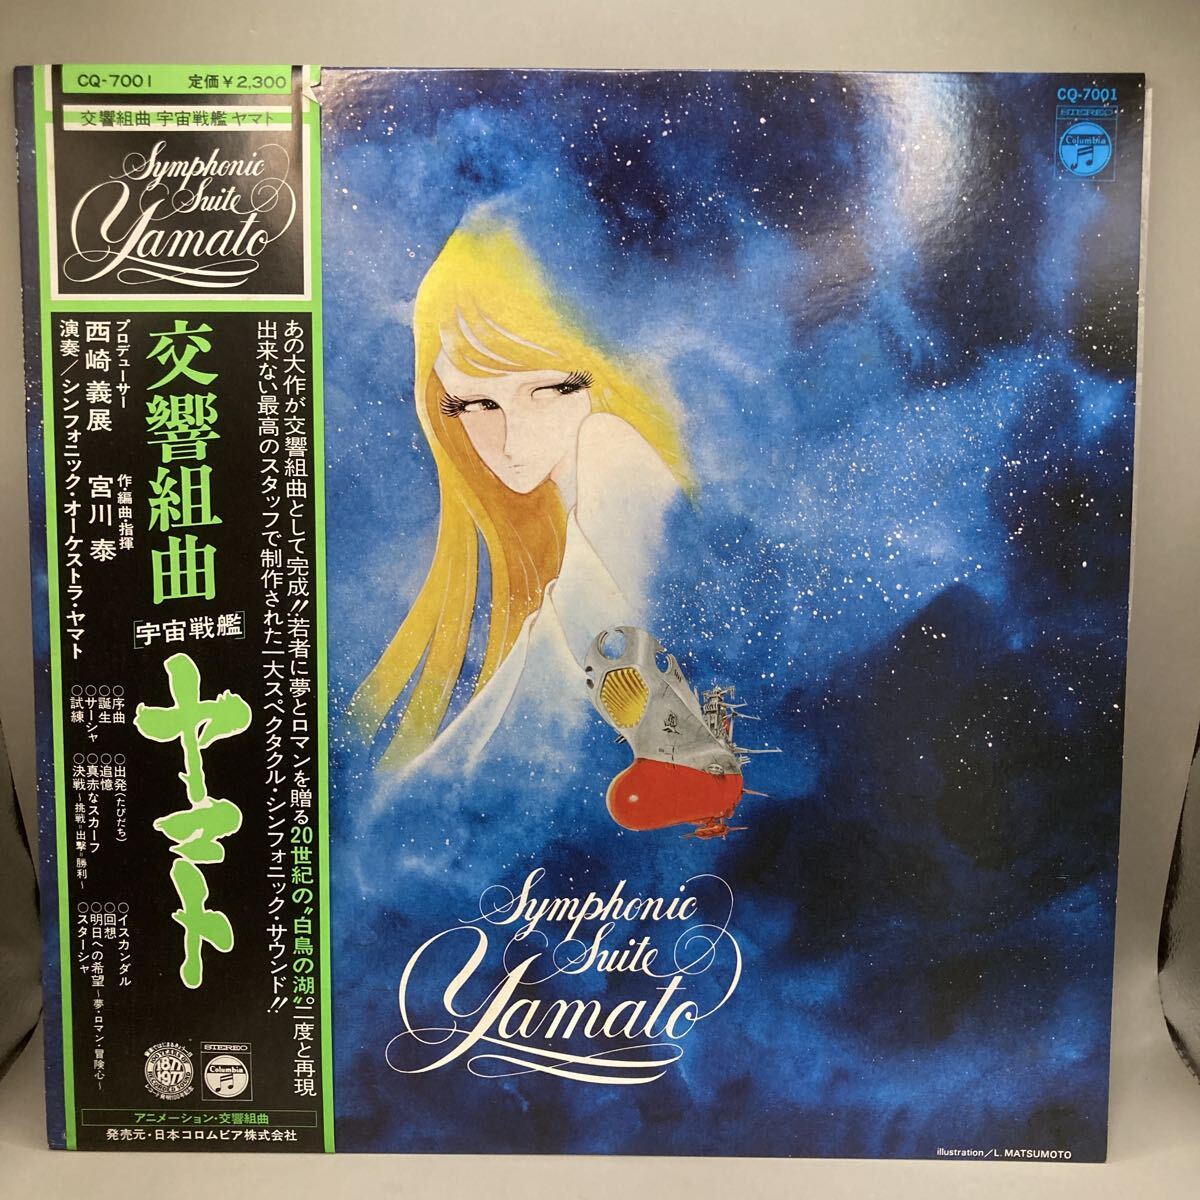 CQ-7001 定価￥2,300
交響組曲 宇宙戦艦 ヤマト
Symphonic
Suite
Yamato
あの大作が交響組曲として完成!!若者に夢とロマンを贈る20世紀の“白鳥の湖”二度と再現
出来ない最高のスタッフで制作された一大スペクタクル・シンフォニック・サウンド!!
交響組曲
[宇宙戦艦]
ヤマト
プロデューサー
西崎義展
作・編曲・指揮
宮川 泰
演奏/シンフォニック・オーケストラ・ヤマト
○序曲
○誕生
○サーシャ
○試練
○出発(たびだち)
○追憶
○真赤なスカーフ
○決戦～挑戦=出撃=勝利～
○イスカンダル
○回想
○明日への希望～夢・ロマン・冒険心～
○スターシャ
1877
1977
STEREO
Columbia
アニメーション・交響組曲
発売元・日本コロムビア株式会社
CQ-7001
STEREO
Columbia
Symphonic
Suite
Yamato
illustration/L. MATSUMOTO